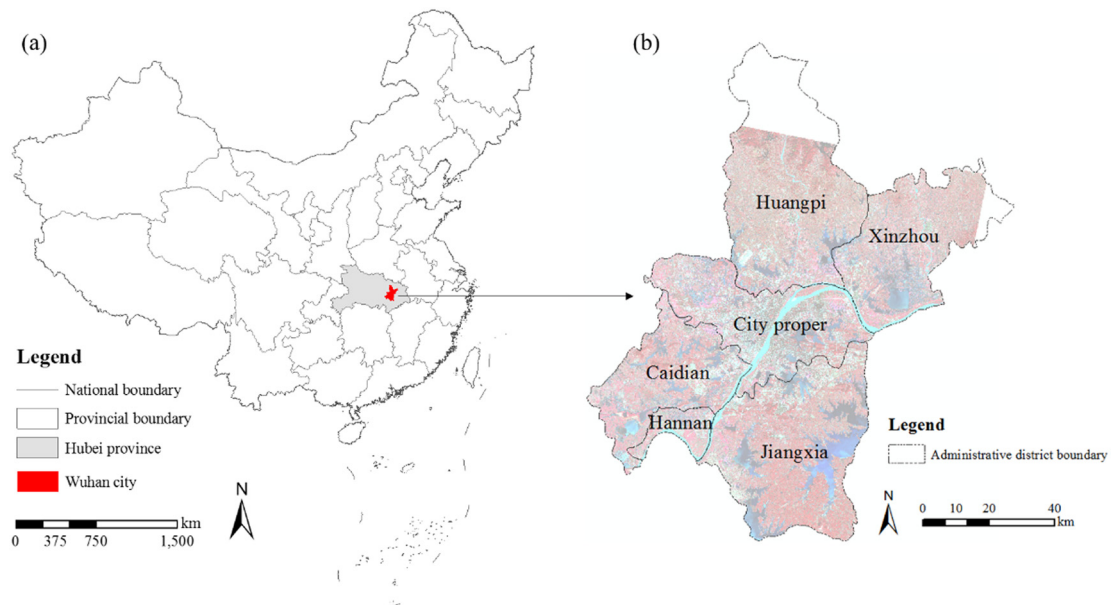 (a)
Legend
National boundary
Provincial boundary
Hubei province
Wuhan city
km
0 375 750 1,500
N
(b)
Huangpi
Xinzhou
City proper
Caidian
Hannan
Jiangxia
Legend
Administrative district boundary
N
0 10 20 40
km